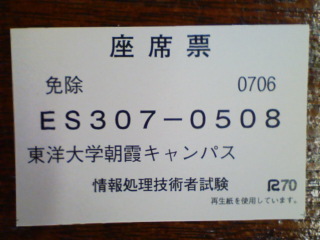 座席票
免除 0706
ES307-0508
東洋大学朝霞キャンパス
情報処理技術者試験 R70
再生紙を使用しています。